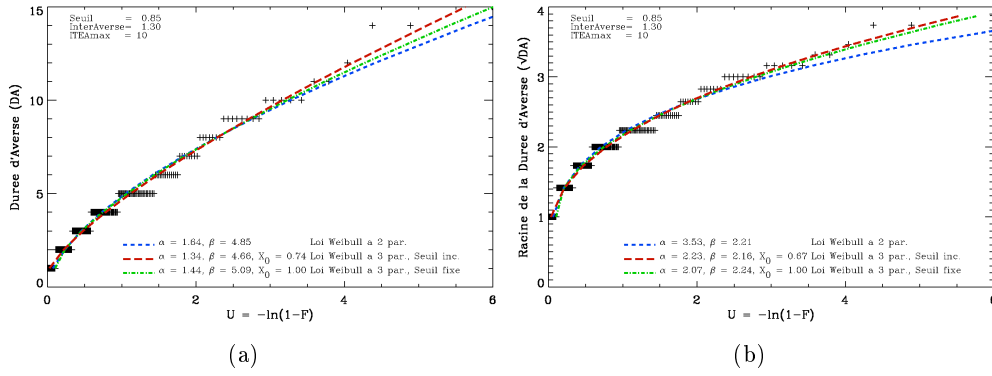 15
10
5
0
Duree d'Averse (DA)
Seuil = 0.85
InterAverse= 1.30
ITEAmax = 10
α = 1.64, β = 4.85 Loi Weibull a 2 par.
α = 1.34, β = 4.66, X0 = 0.74 Loi Weibull a 3 par., Seuil inc.
α = 1.44, β = 5.09, X0 = 1.00 Loi Weibull a 3 par., Seuil fixe
0 2 4 6
U = -ln(1-F)
(a)
4
3
2
1
0
Racine de la Duree d'Averse (√DA)
Seuil = 0.85
InterAverse= 1.30
ITEAmax = 10
α = 3.53, β = 2.21 Loi Weibull a 2 par.
α = 2.23, β = 2.16, X0 = 0.67 Loi Weibull a 3 par., Seuil inc.
α = 2.07, β = 2.24, X0 = 1.00 Loi Weibull a 3 par., Seuil fixe
0 2 4 6
U = -ln(1-F)
(b)